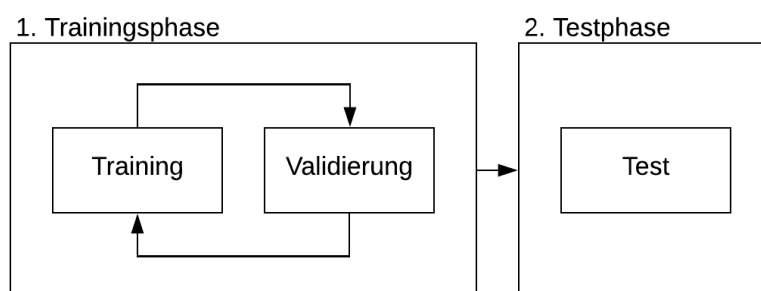 1. Trainingsphase
2. Testphase
Training
Validierung
Test